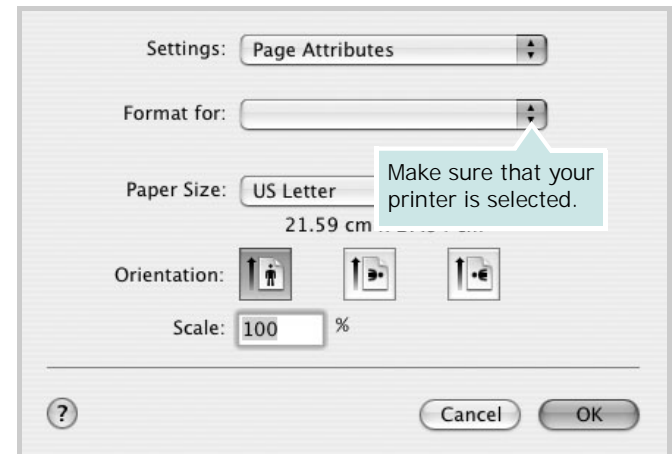 Settings: Page Attributes
Format for:
Make sure that your
printer is selected.
Paper Size: US Letter
21.59 cm
Orientation:
Scale: 100 %
? Cancel OK